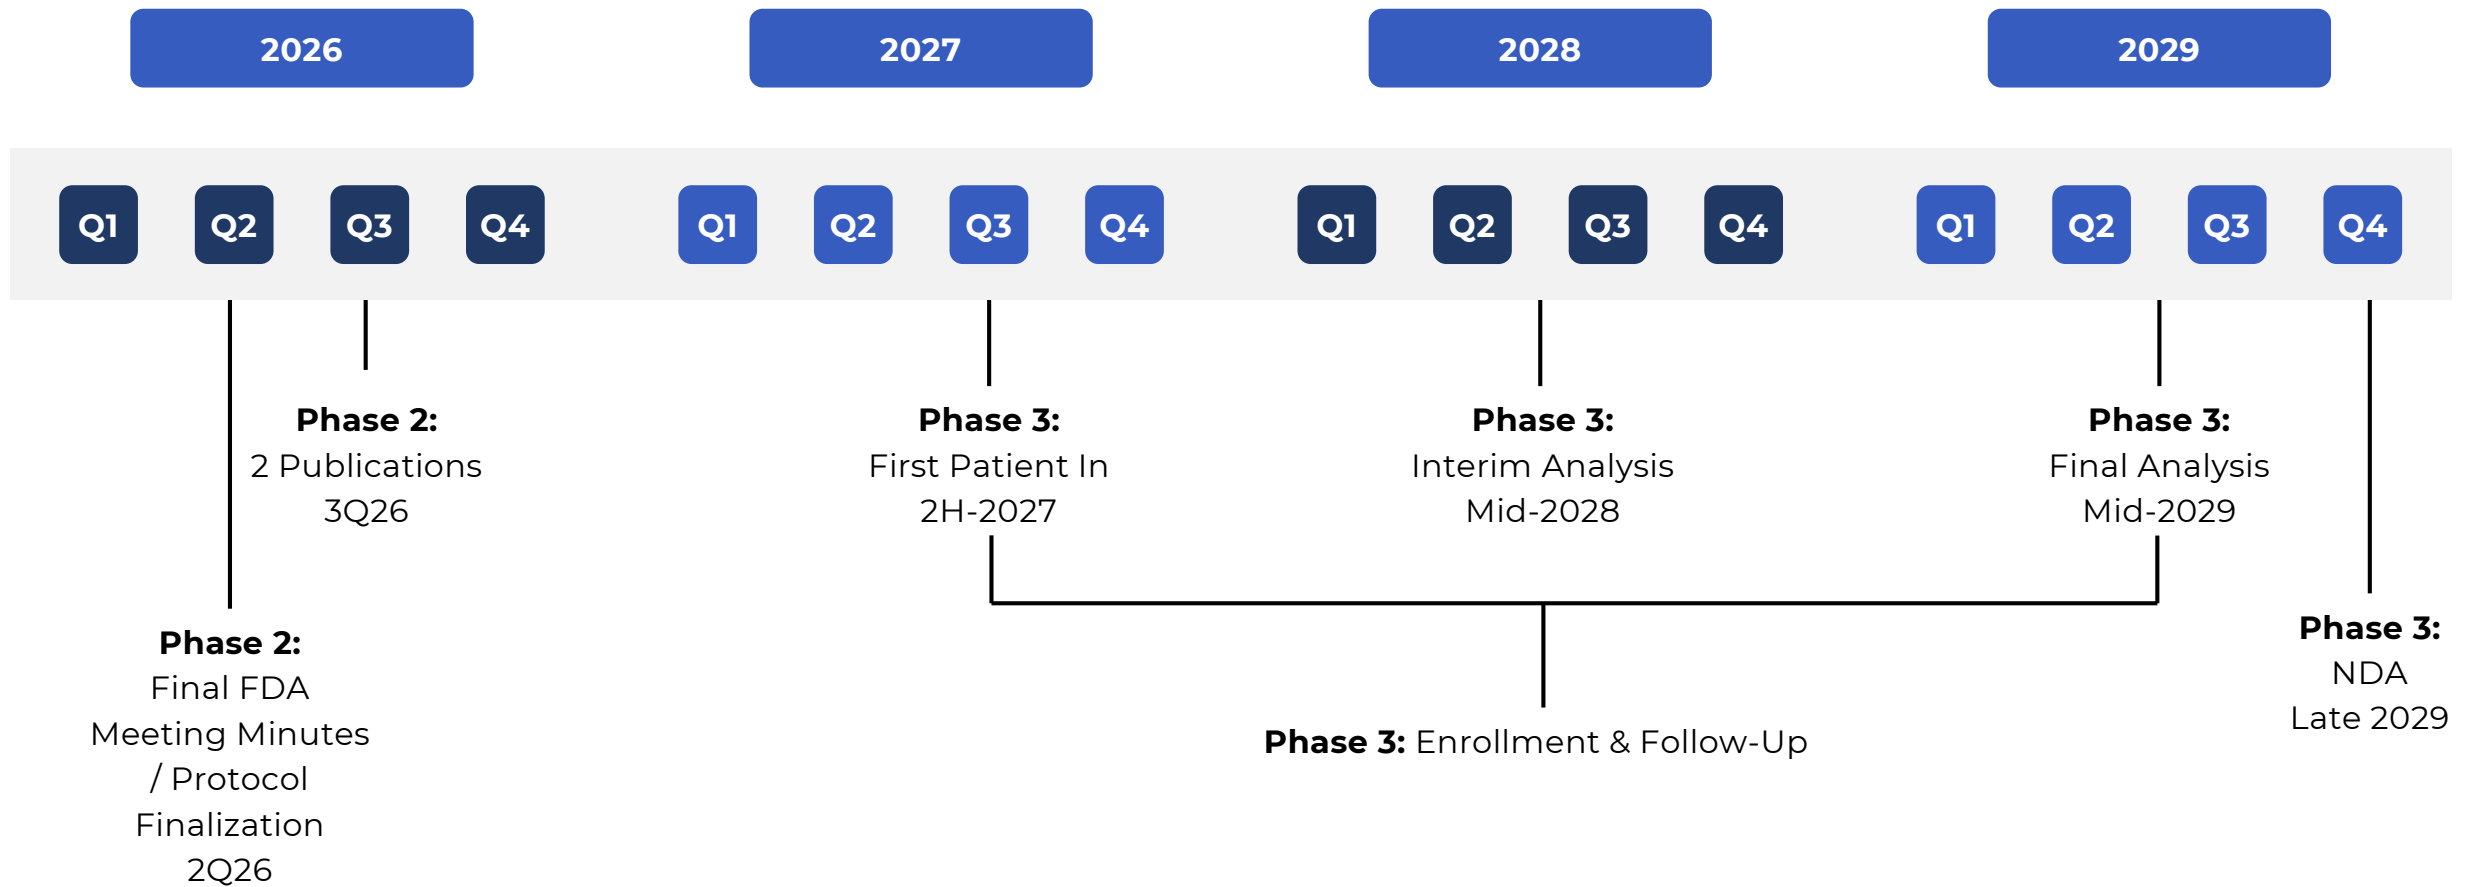 2026
2027
2028
2029
Q1
Q2
Q3
Q4
Q1
Q2
Q3
Q4
Q1
Q2
Q3
Q4
Q1
Q2
Q3
Q4
Phase 2:
2 Publications
3Q26
Phase 3:
First Patient In
2H-2027
Phase 3:
Interim Analysis
Mid-2028
Phase 3:
Final Analysis
Mid-2029
Phase 2:
Final FDA
Meeting Minutes
/ Protocol
Finalization
2Q26
Phase 3: Enrollment & Follow-Up
Phase 3:
NDA
Late 2029